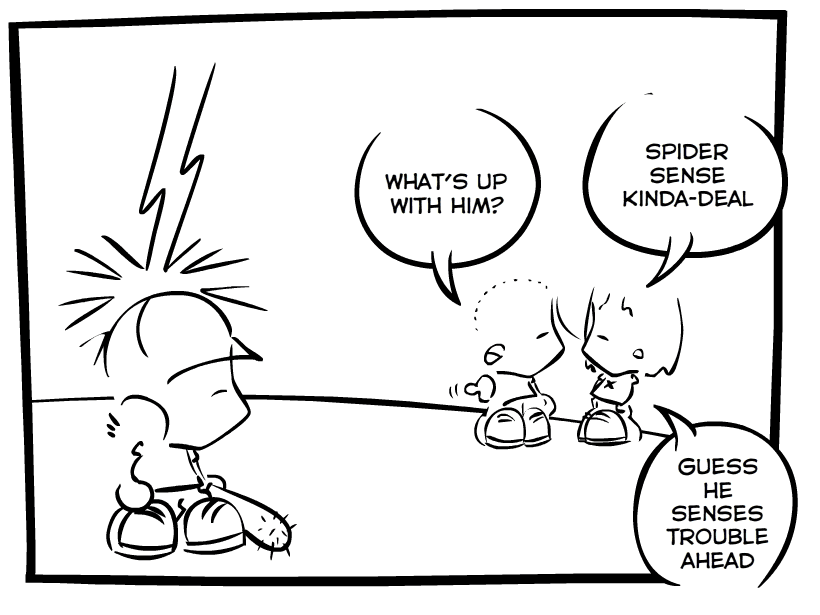 WHAT'S UP
WITH HIM?
SPIDER
SENSE
KINDA-DEAL
GUESS
HE
SENSES
TROUBLE
AHEAD